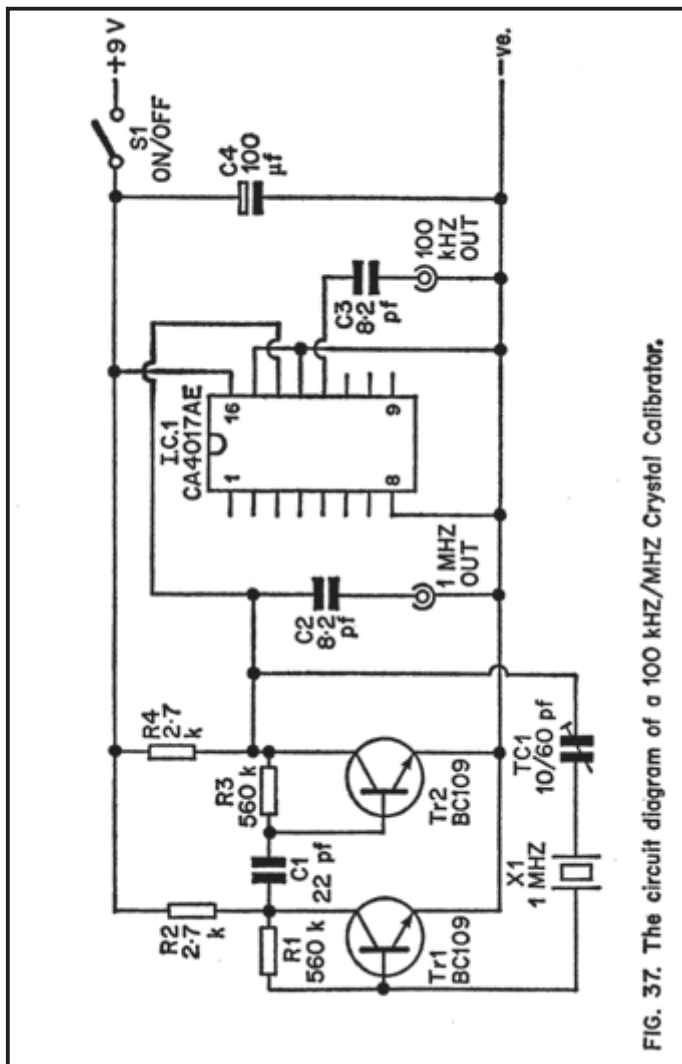 +9V
S1
ON/OFF
C4
100
µf
-ve.
I.C.1
CA4017AE
1
16
8
9
C3
8·2
pf
100
kHZ
OUT
C2
8·2
pf
1 MHZ
OUT
R4
2·7
k
R3
560 k
C1
22 pf
Tr2
BC109
R2
2·7
k
R1
560 k
Tr1
BC109
X1
1 MHZ
TC1
10/60 pf
FIG. 37. The circuit diagram of a 100 kHZ/MHZ Crystal Calibrator.